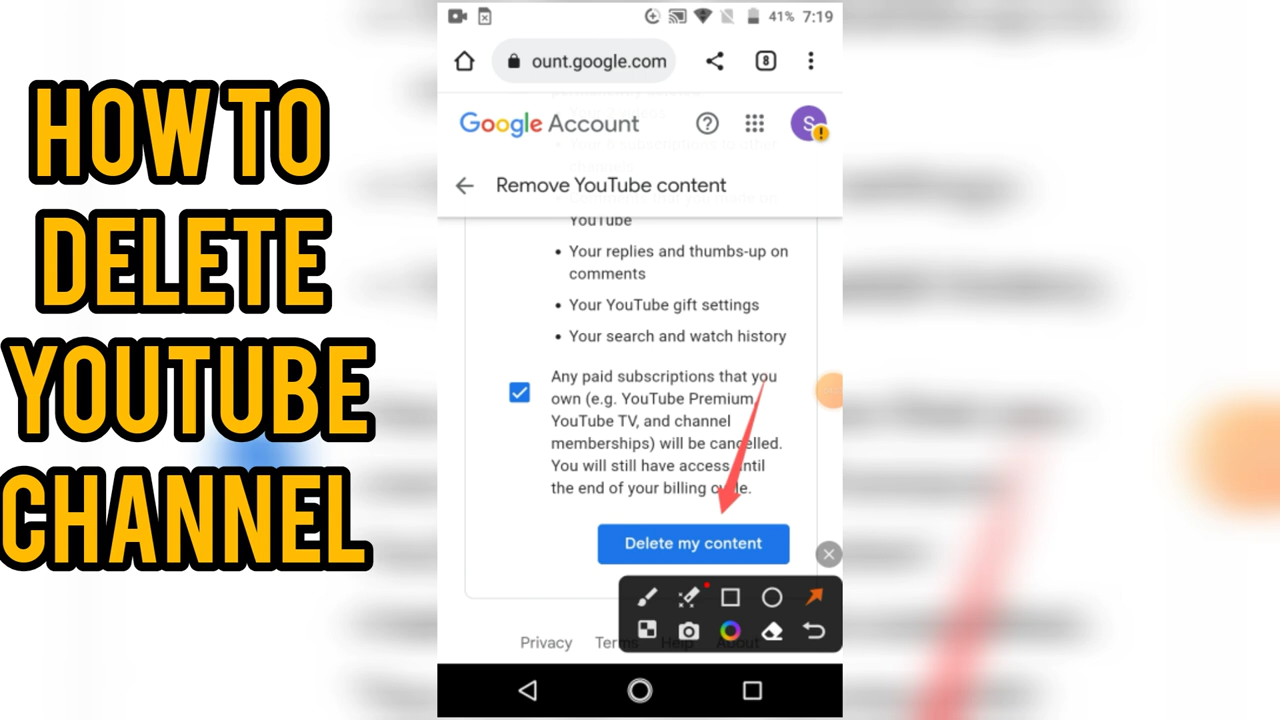 HOW TO
DELETE
YOUTUBE
CHANNEL
41% 7:19
ount.google.com
8
Google Account
S
Remove YouTube content
YouTube
• Your replies and thumbs-up on
comments
• Your YouTube gift settings
• Your search and watch history
Any paid subscriptions that you
own (e.g. YouTube Premium,
YouTube TV, and channel
memberships) will be cancelled.
You will still have access until
the end of your billing cycle.
Delete my content
Privacy Terms Help About